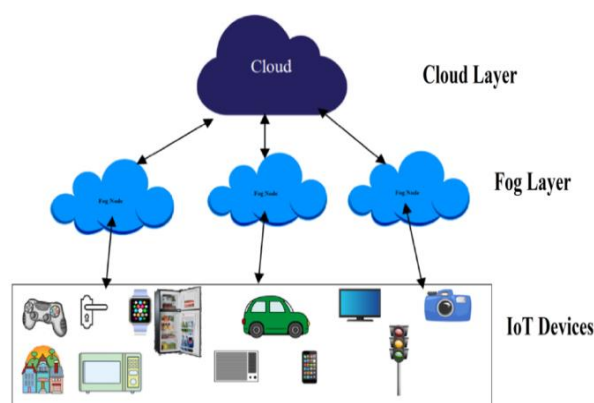 Cloud
Cloud Layer
Fog Node
Fog Node
Fog Node
Fog Layer
IoT Devices